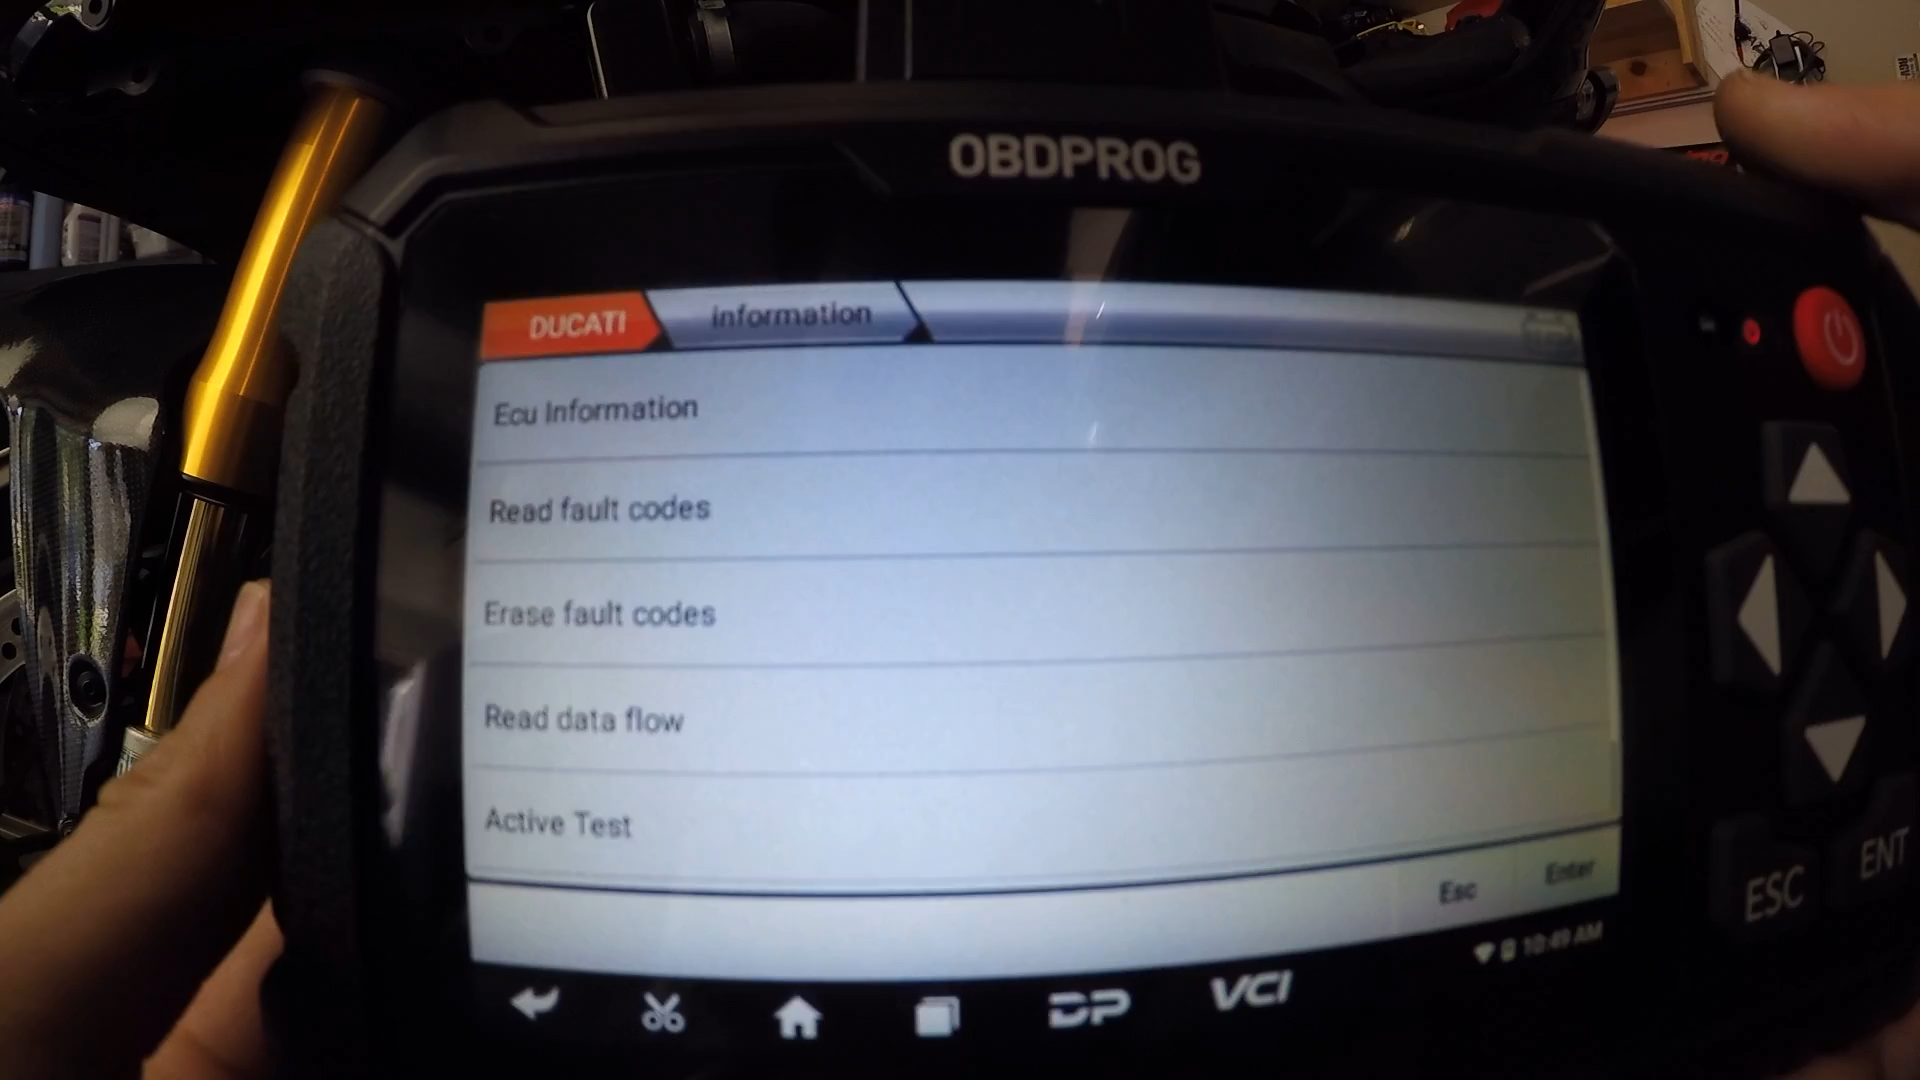 OBDPROG
DUCATI
information
Ecu Information
Read fault codes
Erase fault codes
Read data flow
Active Test
Esc
Enter
10:49 AM
DP
VCI
ESC
ENT